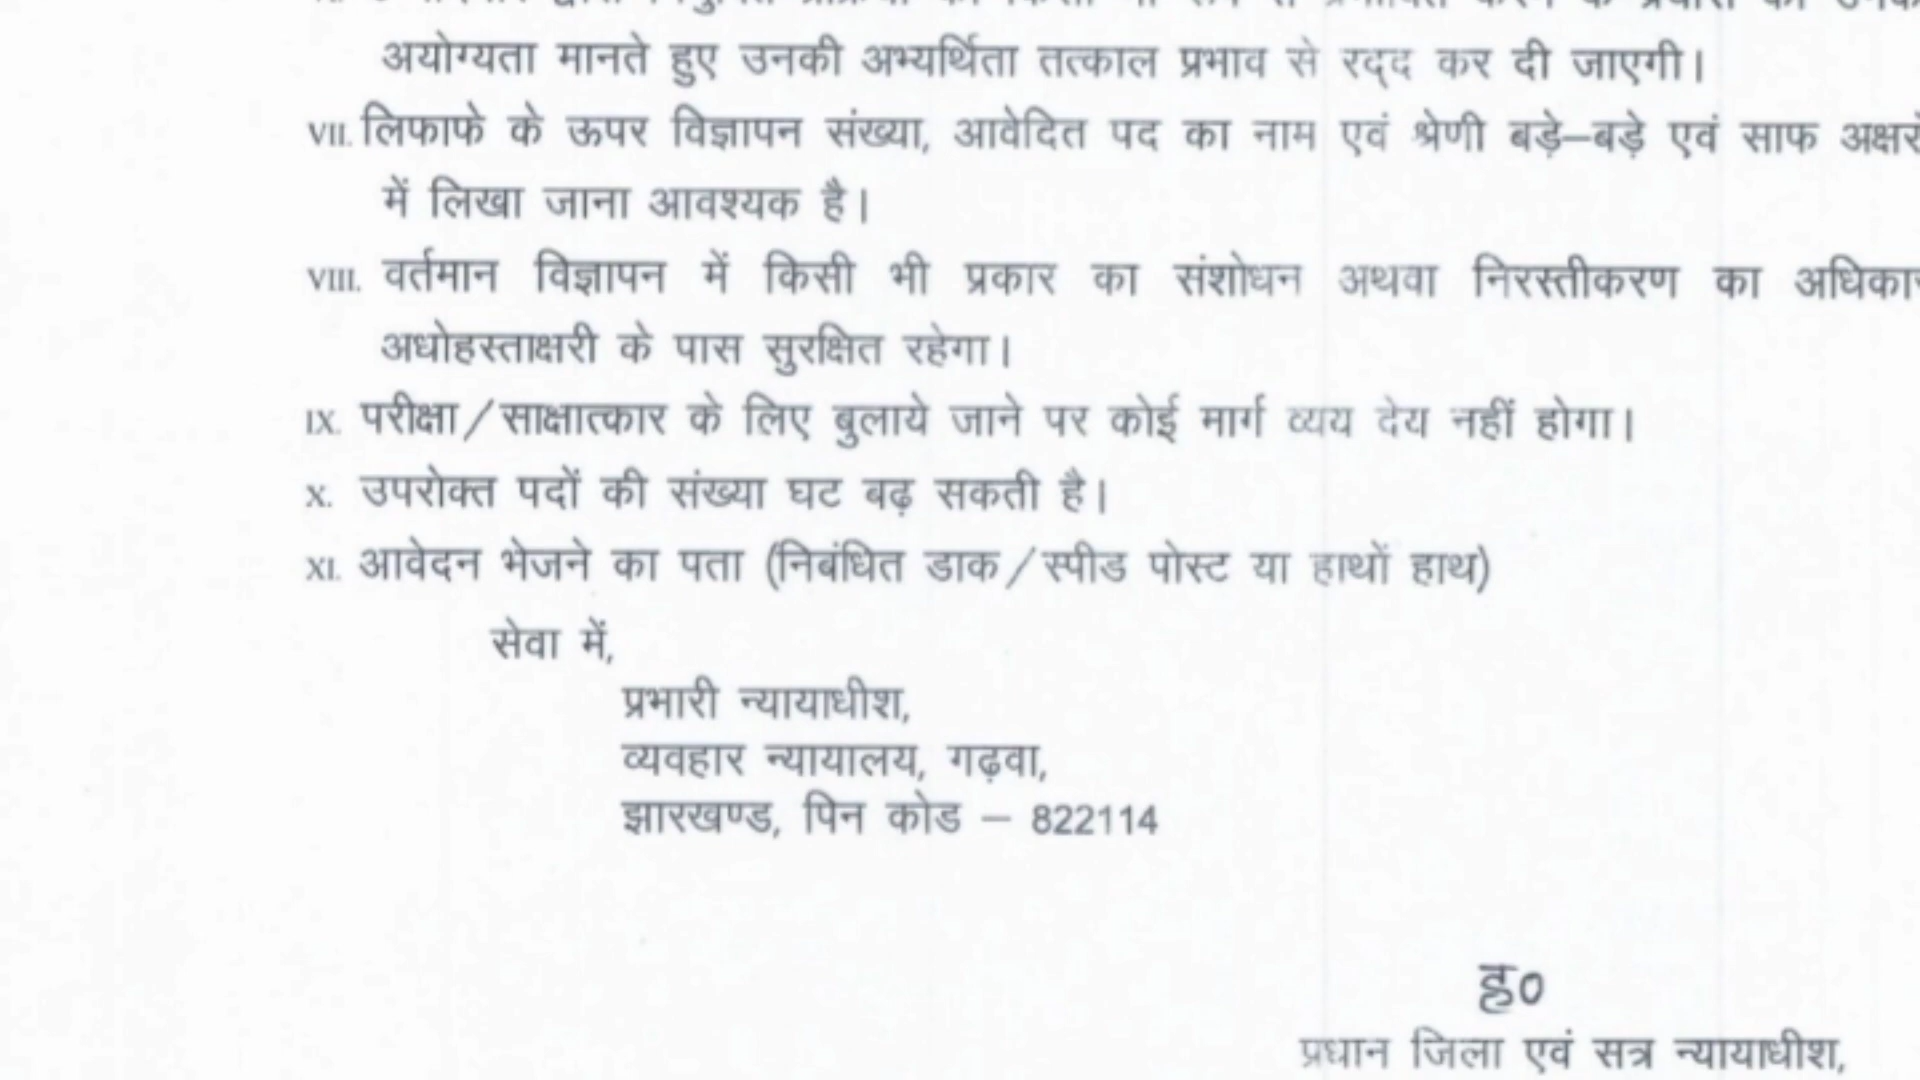 अयोग्यता मानते हुए उनकी अभ्यर्थिता तत्काल प्रभाव से रद्द कर दी जाएगी।
VII. लिफाफे के ऊपर विज्ञापन संख्या, आवेदित पद का नाम एवं श्रेणी बड़े–बड़े एवं साफ
में लिखा जाना आवश्यक है।
VIII. वर्तमान विज्ञापन में किसी भी प्रकार का संशोधन अथवा निरस्तीकरण का
अधोहस्ताक्षरी के पास सुरक्षित रहेगा।
IX. परीक्षा/साक्षात्कार के लिए बुलाये जाने पर कोई मार्ग व्यय देय नहीं होगा।
X. उपरोक्त पदों की संख्या घट बढ़ सकती है।
XI. आवेदन भेजने का पता (निबंधित डाक/स्पीड पोस्ट या हाथों हाथ)
सेवा में,
प्रभारी न्यायाधीश,
व्यवहार न्यायालय, गढ़वा,
झारखण्ड, पिन कोड – 822114
ह०
प्रधान जिला एवं सत्र न्यायाधीश,